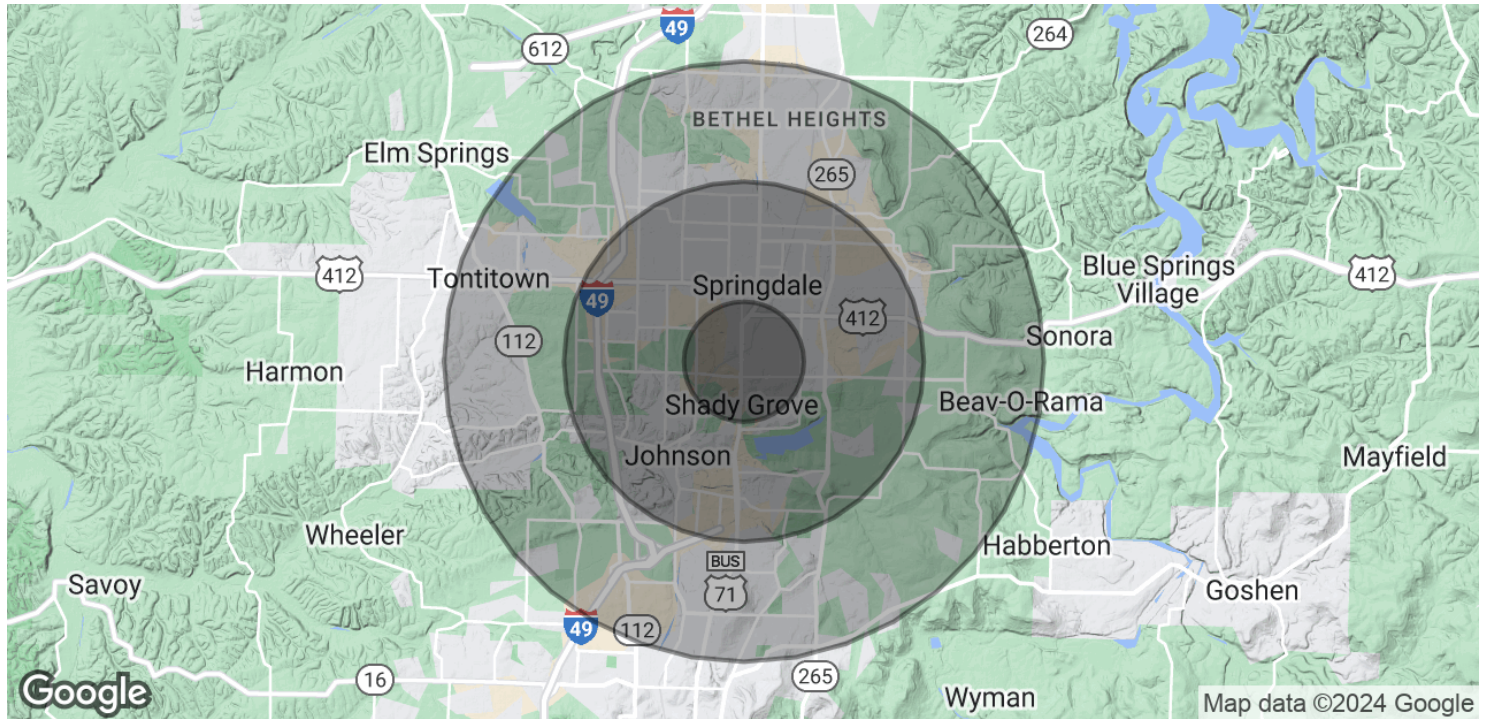 49
612
264
BETHEL HEIGHTS
Elm Springs
265
412
Tontitown
49
Springdale
412
Blue Springs
Village
412
112
Sonora
Harmon
Shady Grove
Beav-O-Rama
Johnson
Mayfield
Wheeler
Habberton
BUS
71
Savoy
Goshen
49
112
16
265
Wyman
Google
Map data ©2024 Google